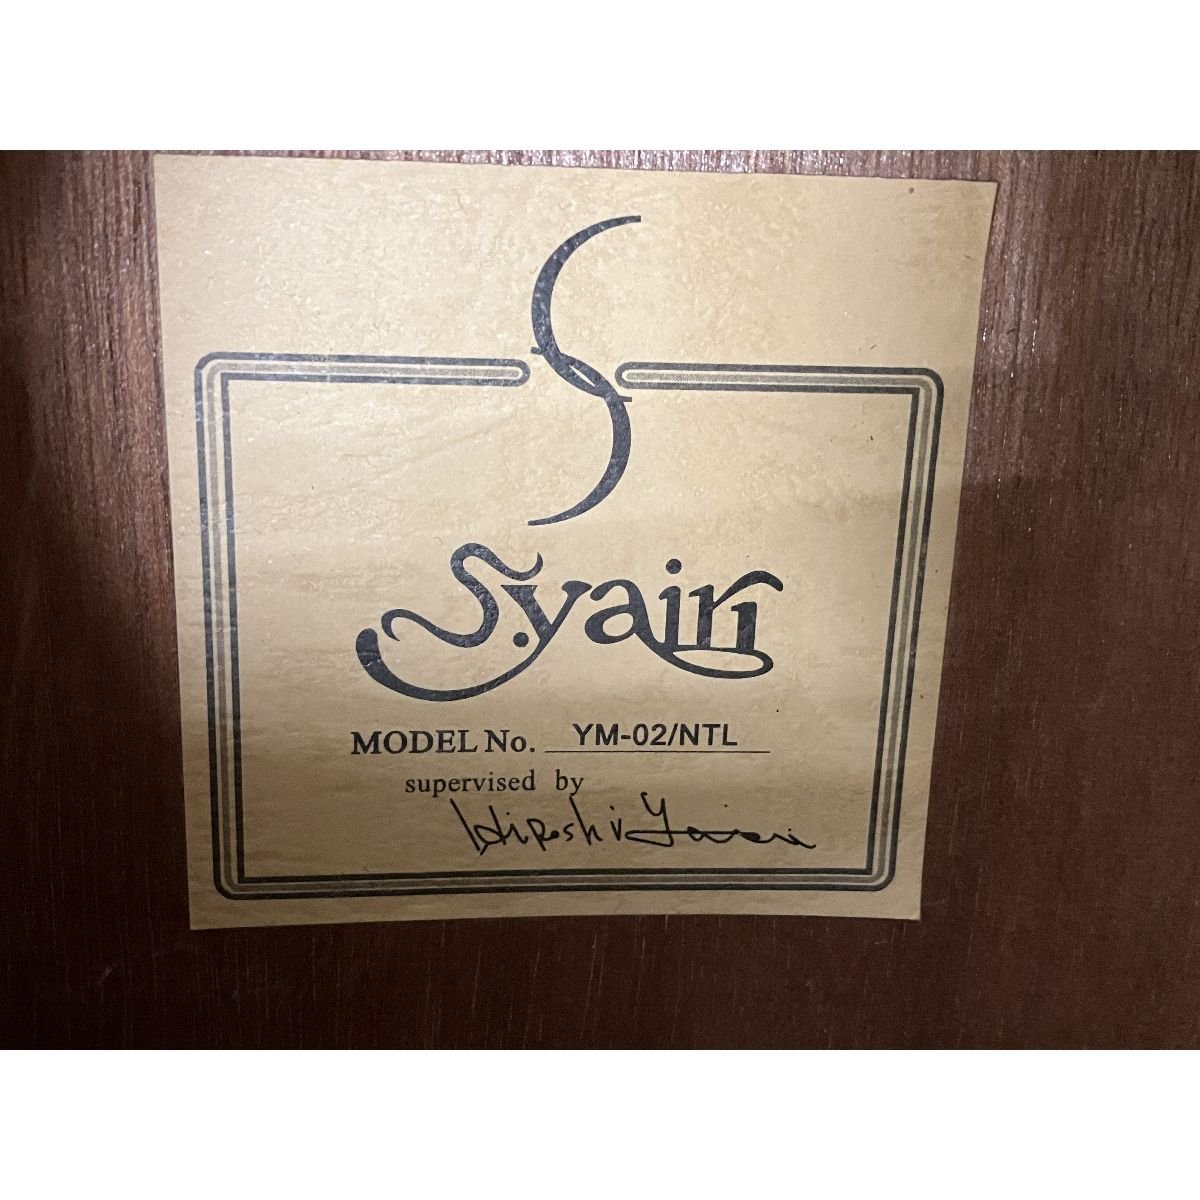 S
S.yairi
MODEL No. YM-02/NTL
supervised by
Hiroshi Yairi